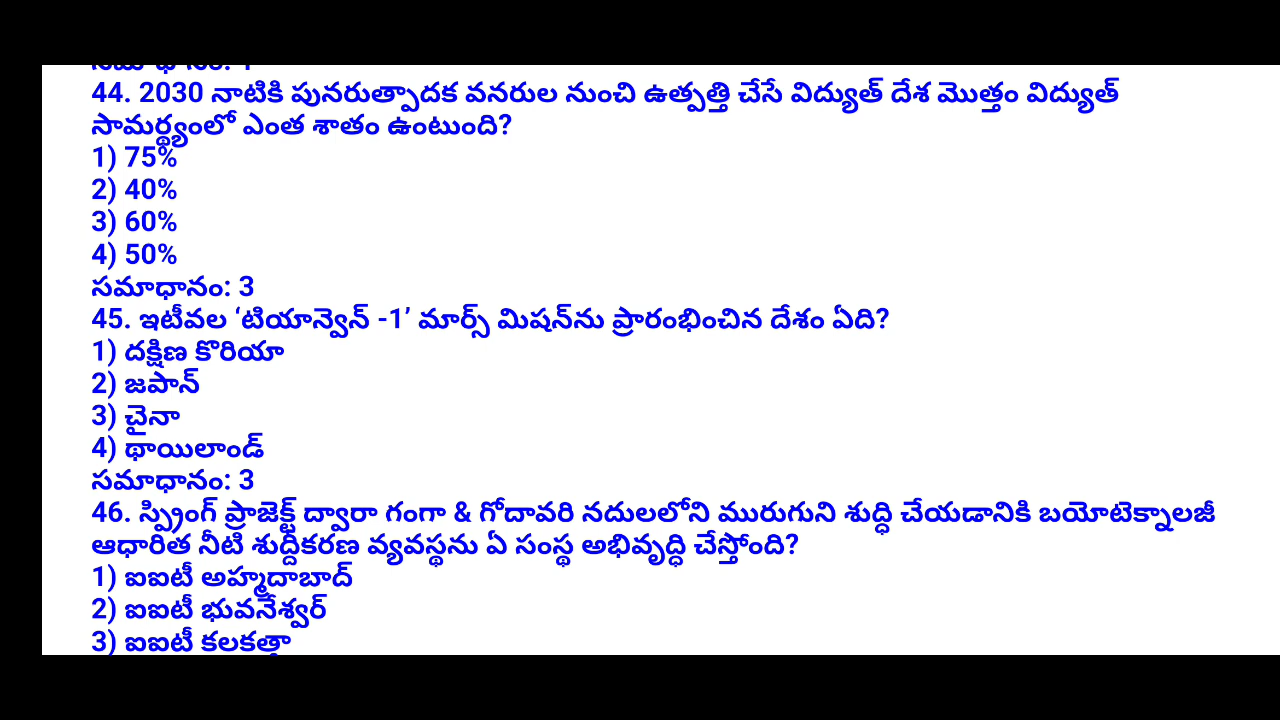 44. 2030 నాటికి పునరుత్పాదక వనరుల నుంచి ఉత్పత్తి చేసే విద్యుత్ దేశ మొత్తం విద్యుత్
సామర్థ్యంలో ఎంత శాతం ఉంటుంది?
1) 75%
2) 40%
3) 60%
4) 50%
సమాధానం: 3
45. ఇటీవల ‘టియాన్వెన్ -1’ మార్స్ మిషన్‌ను ప్రారంభించిన దేశం ఏది?
1) దక్షిణ కొరియా
2) జపాన్
3) చైనా
4) థాయిలాండ్
సమాధానం: 3
46. స్ప్రింగ్ ప్రాజెక్ట్ ద్వారా గంగా & గోదావరి నదులలోని మురుగుని శుద్ధి చేయడానికి బయోటెక్నాలజీ
ఆధారిత నీటి శుద్దీకరణ వ్యవస్థను ఏ సంస్థ అభివృద్ధి చేస్తోంది?
1) ఐఐటీ అహ్మదాబాద్
2) ఐఐటీ భువనేశ్వర్
3) ఐఐటీ కలకత్తా